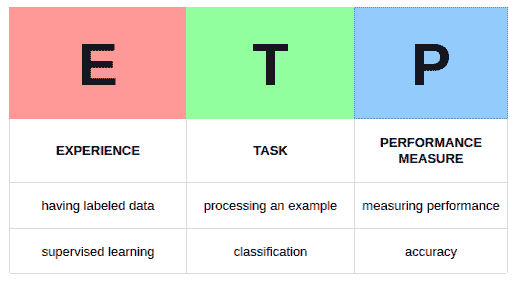 E T P
EXPERIENCE TASK PERFORMANCE
MEASURE
having labeled data processing an example measuring performance
supervised learning classification accuracy